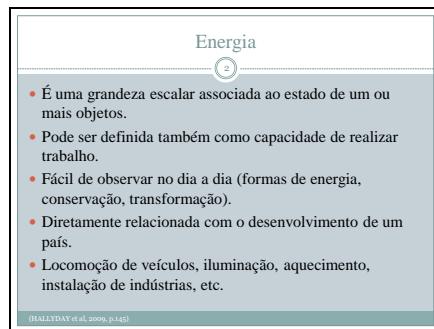 Energia
2
• É uma grandeza escalar associada ao estado de um ou
mais objetos.
• Pode ser definida também como capacidade de realizar
trabalho.
• Fácil de observar no dia a dia (formas de energia,
conservação, transformação).
• Diretamente relacionada com o desenvolvimento de um
país.
• Locomoção de veículos, iluminação, aquecimento,
instalação de indústrias, etc.
(HALLYDAY et al, 2009, p.145)